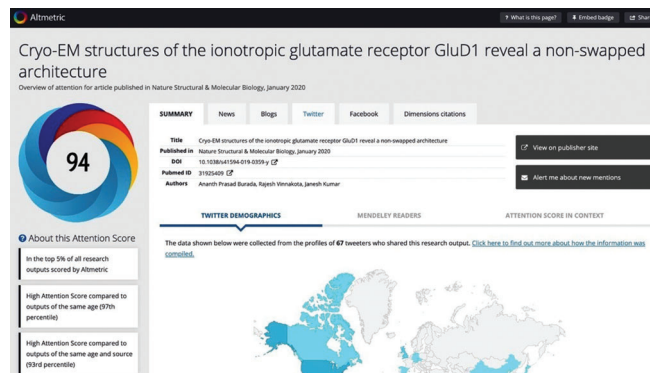 Altmetric
? What is this page?
Embed badge
Shar
Cryo-EM structures of the ionotropic glutamate receptor GluD1 reveal a non-swapped
architecture
Overview of attention for article published in Nature Structural & Molecular Biology, January 2020
94
SUMMARY
News
Blogs
Twitter
Facebook
Dimensions citations
Title Cryo-EM structures of the ionotropic glutamate receptor GluD1 reveal a non-swapped architecture
Published in Nature Structural & Molecular Biology, January 2020
DOI 10.1038/s41594-019-0359-y
Pubmed ID 31925409
Authors Ananth Prasad Burada, Rajesh Vinnakota, Janesh Kumar
View on publisher site
Alert me about new mentions
TWITTER DEMOGRAPHICS
MENDELEY READERS
ATTENTION SCORE IN CONTEXT
The data shown below were collected from the profiles of 67 tweeters who shared this research output. Click here to find out more about how the information was
compiled.
? About this Attention Score
In the top 5% of all research
outputs scored by Altmetric
High Attention Score compared to
outputs of the same age (97th
percentile)
High Attention Score compared to
outputs of the same age and source
(93rd percentile)